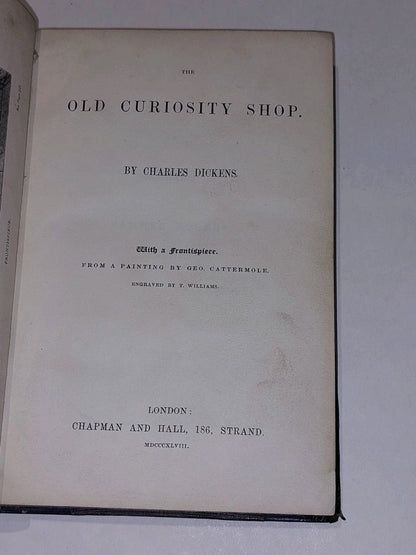 THE
OLD CURIOSITY SHOP.
BY CHARLES DICKENS.
With a Frontispiece.
FROM A PAINTING BY GEO. CATTERMOLE,
ENGRAVED BY T. WILLIAMS.
LONDON:
CHAPMAN AND HALL, 186, STRAND.
MDCCCXLVIII.
FRONTISPIECE.